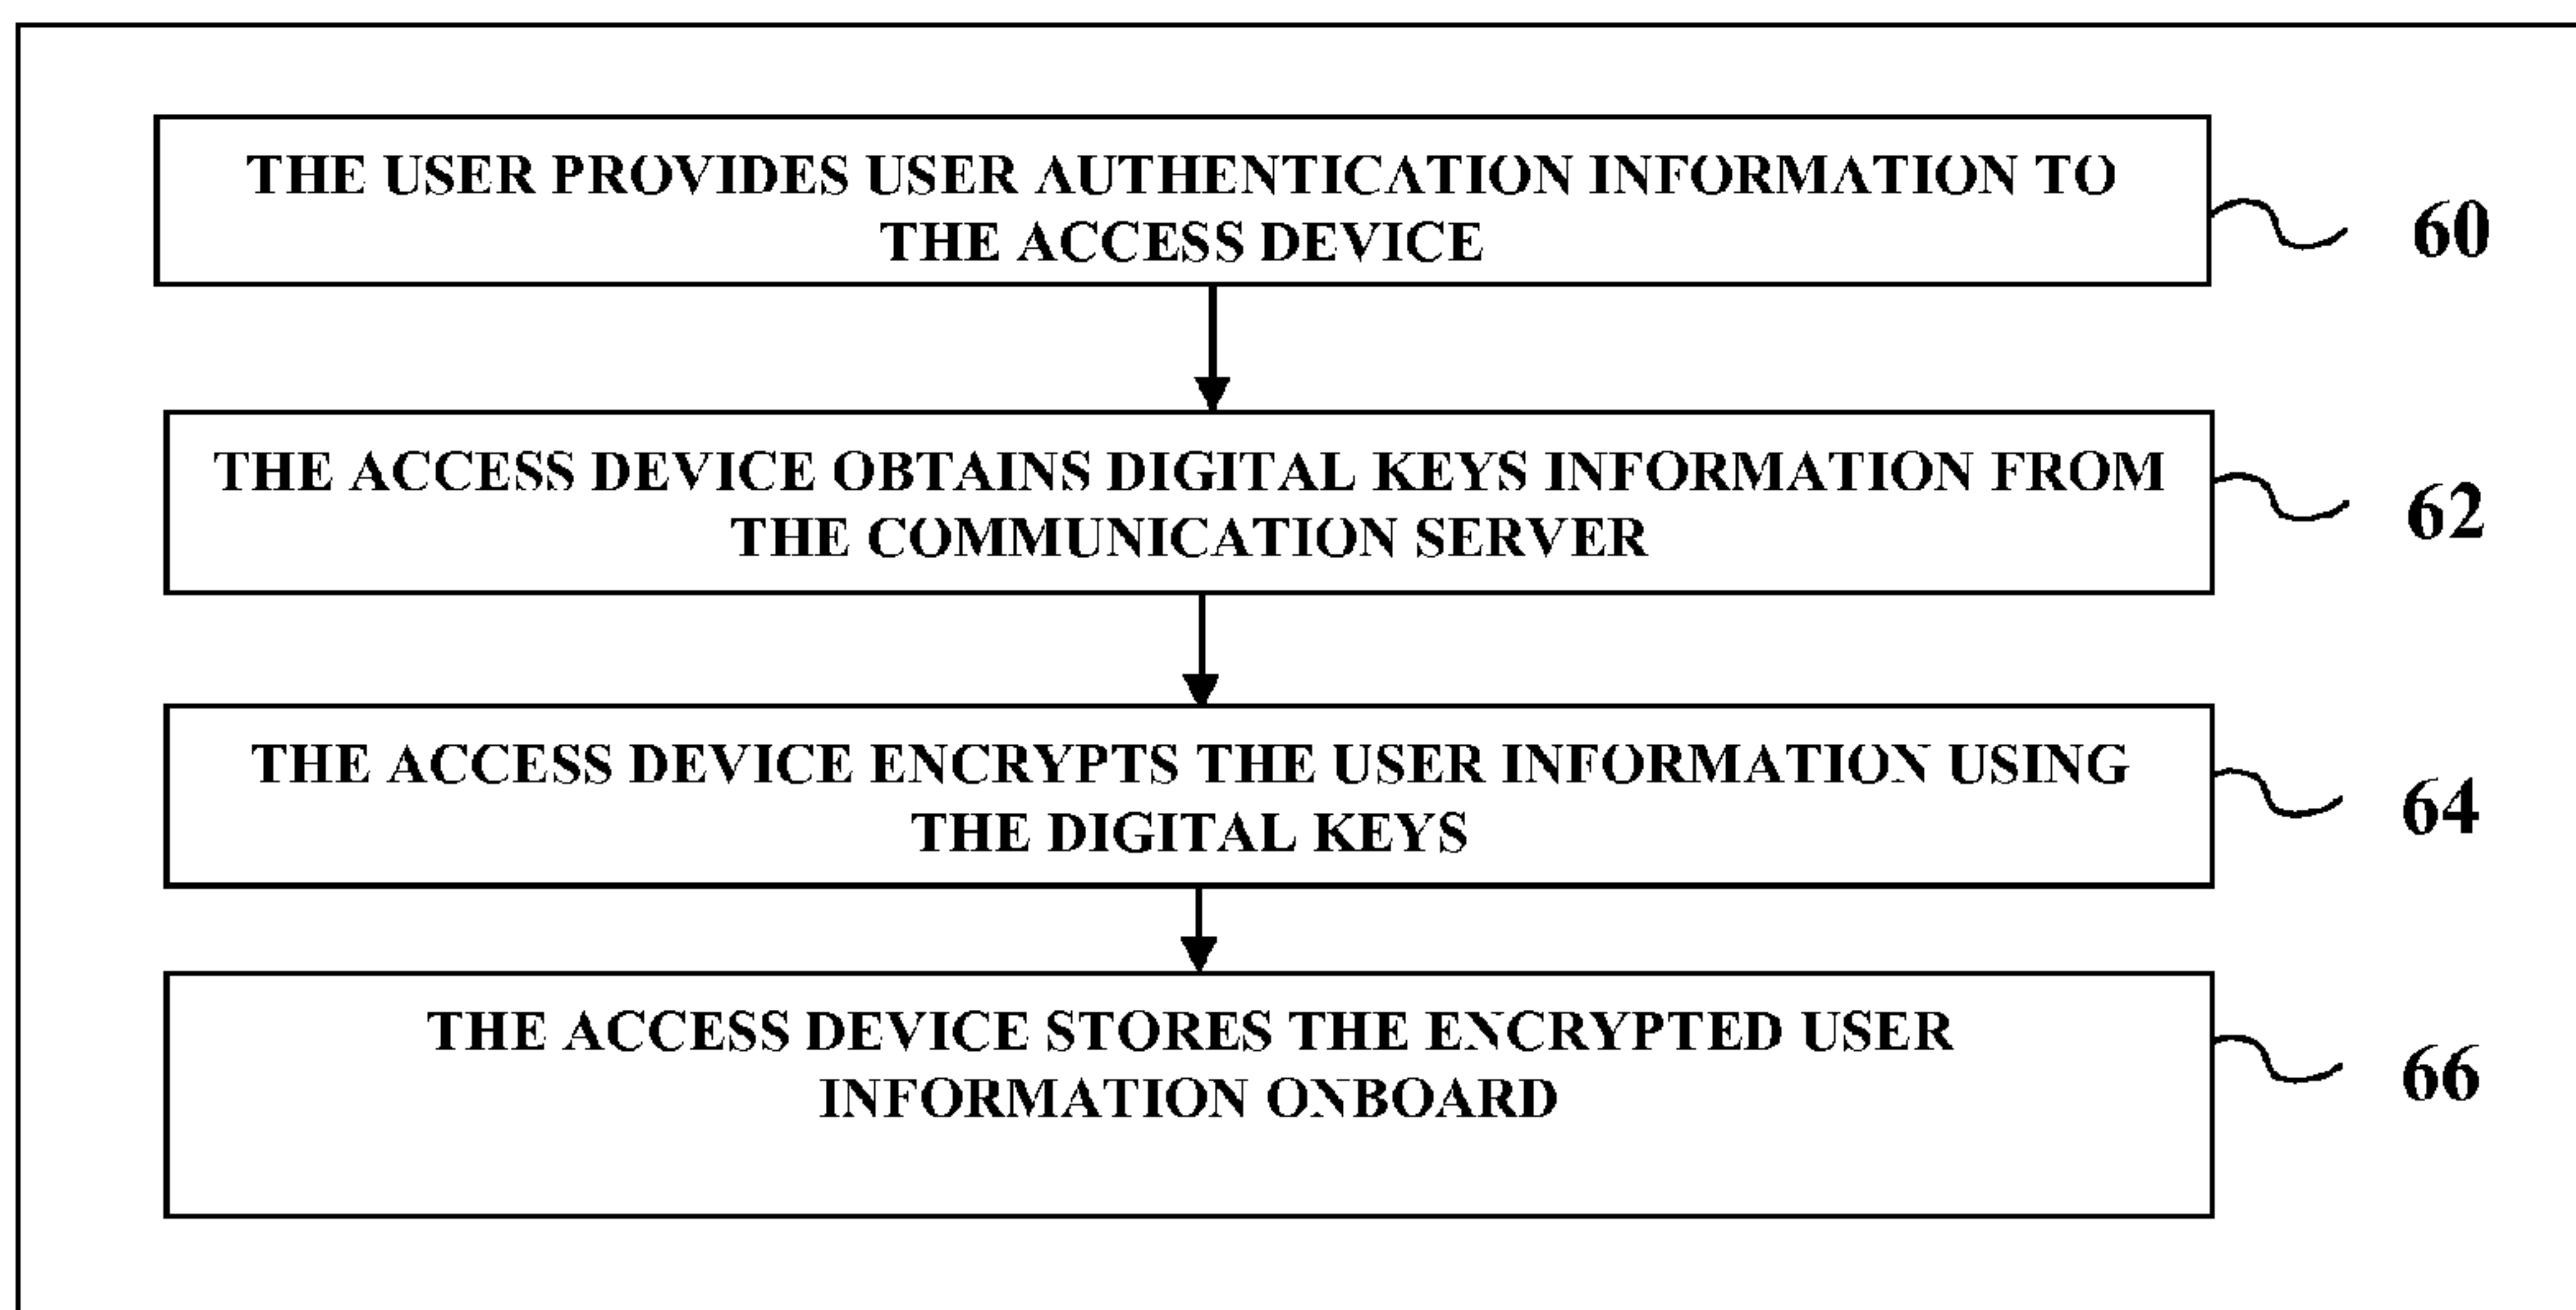 THE USER PROVIDES USER AUTHENTICATION INFORMATION TO
THE ACCESS DEVICE
60
THE ACCESS DEVICE OBTAINS DIGITAL KEYS INFORMATION FROM
THE COMMUNICATION SERVER
62
THE ACCESS DEVICE ENCRYPTS THE USER INFORMATION USING
THE DIGITAL KEYS
64
THE ACCESS DEVICE STORES THE ENCRYPTED USER
INFORMATION ONBOARD
66